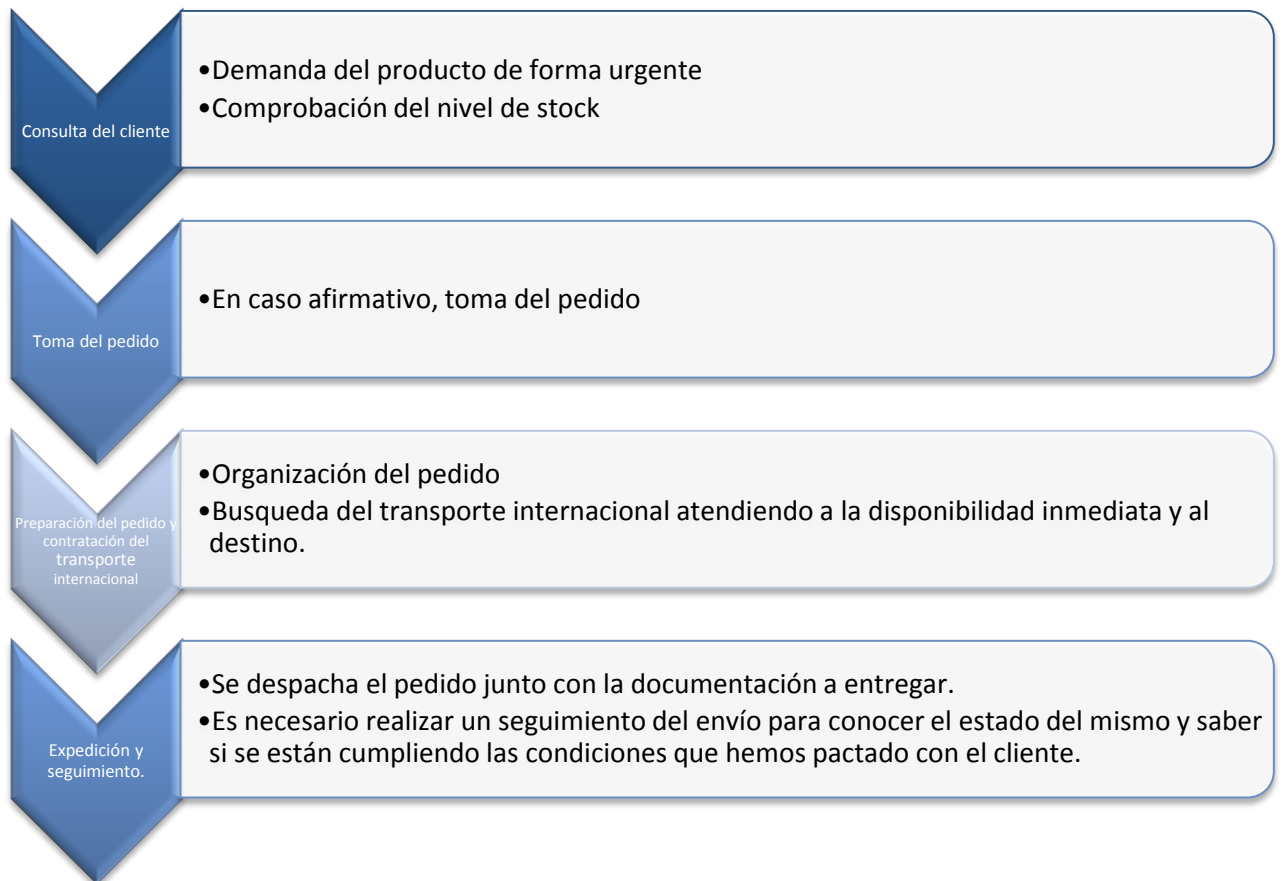 Consulta del cliente
•Demanda del producto de forma urgente
•Comprobación del nivel de stock
Toma del pedido
•En caso afirmativo, toma del pedido
Preparación del pedido y
contratación del
transporte
internacional
•Organización del pedido
•Busqueda del transporte internacional atendiendo a la disponibilidad inmediata y al
destino.
Expedición y
seguimiento.
•Se despacha el pedido junto con la documentación a entregar.
•Es necesario realizar un seguimiento del envío para conocer el estado del mismo y saber
si se están cumpliendo las condiciones que hemos pactado con el cliente.